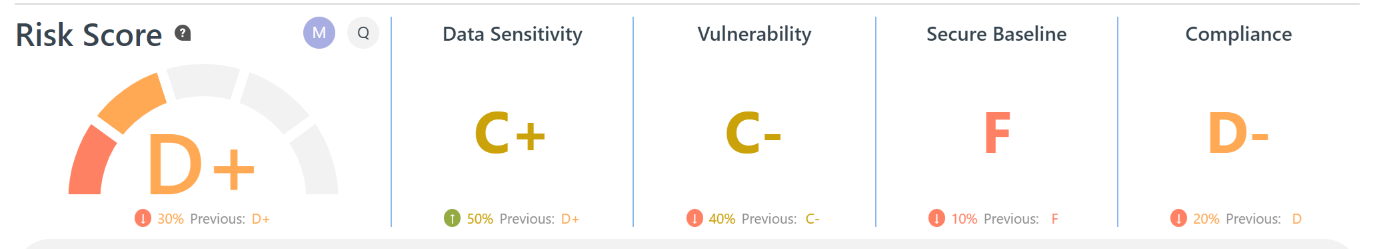 Risk Score ? M Q
D+
↓ 30% Previous: D+
Data Sensitivity
C+
↑ 50% Previous: D+
Vulnerability
C-
↓ 40% Previous: C-
Secure Baseline
F
↓ 10% Previous: F
Compliance
D-
↓ 20% Previous: D